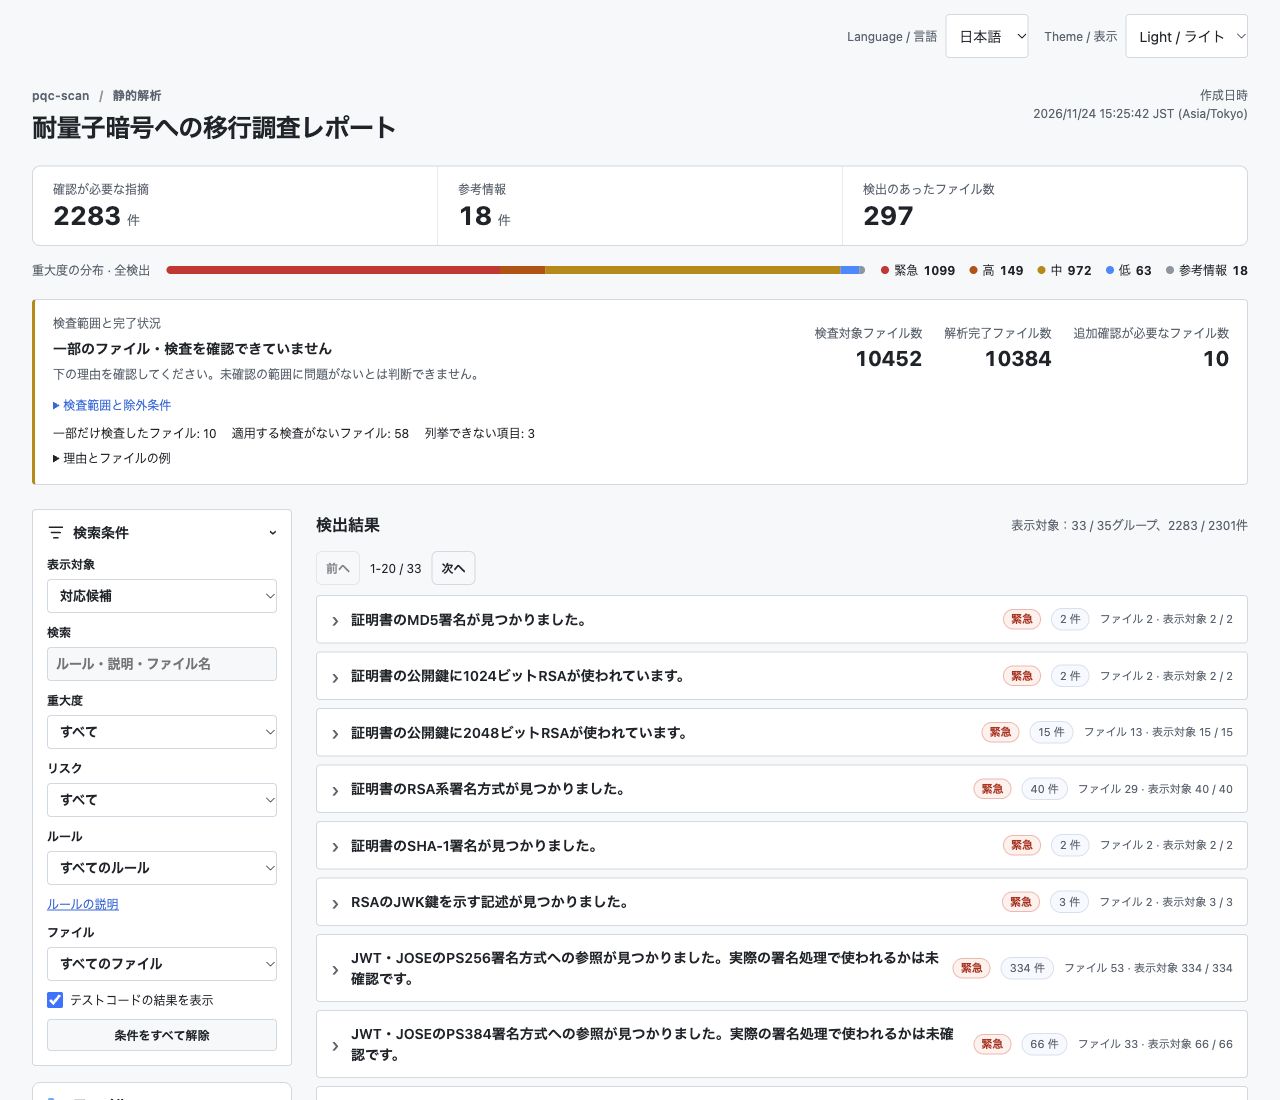 Language / 言語 日本語 Theme / 表示 Light / ライト
pqc-scan / 静的解析
耐量子暗号への移行調査レポート
作成日時
2026/11/24 15:25:42 JST (Asia/Tokyo)
確認が必要な指摘
2283 件
参考情報
18 件
検出のあったファイル数
297
重大度の分布 · 全検出 緊急 1099 高 149 中 972 低 63 参考情報 18
検査範囲と完了状況
一部のファイル・検査を確認できていません
下の理由を確認してください。未確認の範囲に問題がないとは判断できません。
検査対象ファイル数
10452
解析完了ファイル数
10384
追加確認が必要なファイル数
10
検査範囲と除外条件
一部だけ検査したファイル: 10 適用する検査がないファイル: 58 列挙できない項目: 3
理由とファイルの例
検索条件
表示対象
対応候補
検索
ルール・説明・ファイル名
重大度
すべて
リスク
すべて
ルール
すべてのルール
ルールの説明
ファイル
すべてのファイル
テストコードの結果を表示
条件をすべて解除
検出結果
表示対象：33 / 35グループ、2283 / 2301件
前へ 1-20 / 33 次へ
証明書のMD5署名が見つかりました。 緊急 2 件 ファイル 2 · 表示対象 2 / 2
証明書の公開鍵に1024ビットRSAが使われています。 緊急 2 件 ファイル 2 · 表示対象 2 / 2
証明書の公開鍵に2048ビットRSAが使われています。 緊急 15 件 ファイル 13 · 表示対象 15 / 15
証明書のRSA系署名方式が見つかりました。 緊急 40 件 ファイル 29 · 表示対象 40 / 40
証明書のSHA-1署名が見つかりました。 緊急 2 件 ファイル 2 · 表示対象 2 / 2
RSAのJWK鍵を示す記述が見つかりました。 緊急 3 件 ファイル 2 · 表示対象 3 / 3
JWT・JOSEのPS256署名方式への参照が見つかりました。実際の署名処理で使われるかは未
確認です。 緊急 334 件 ファイル 53 · 表示対象 334 / 334
JWT・JOSEのPS384署名方式への参照が見つかりました。実際の署名処理で使われるかは未確
認です。 緊急 66 件 ファイル 33 · 表示対象 66 / 66